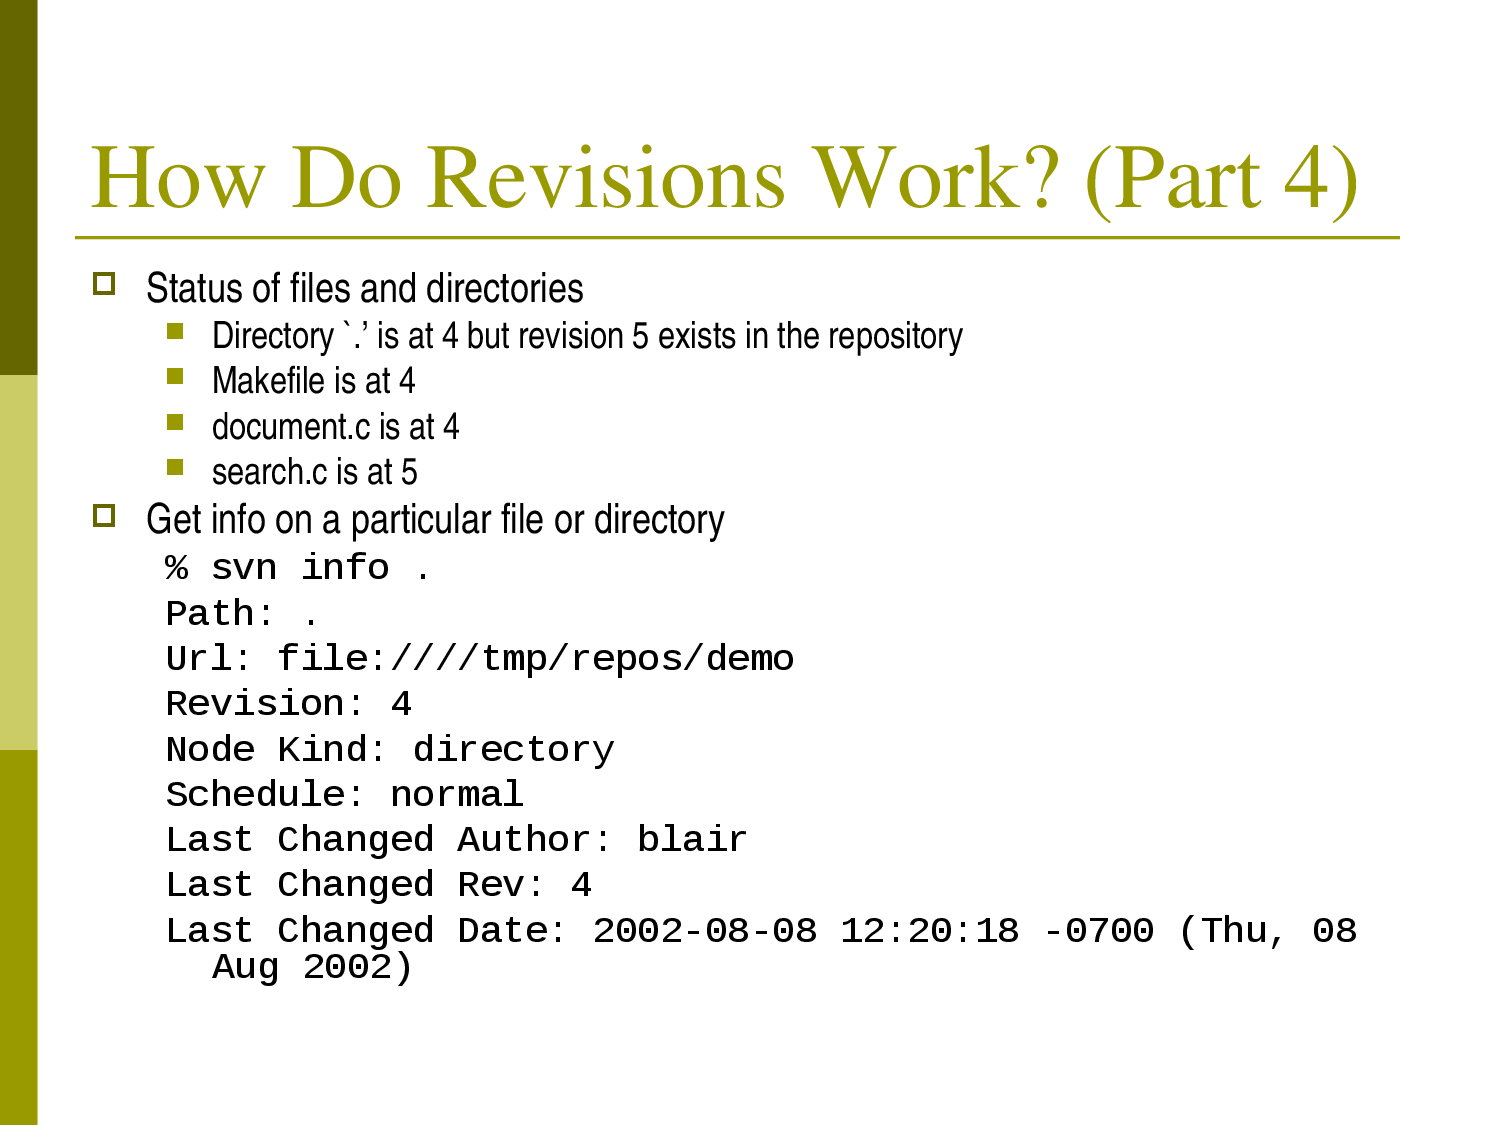 How Do Revisions Work? (Part 4)
Status of files and directories
Directory `.’ is at 4 but revision 5 exists in the repository
Makefile is at 4
document.c is at 4
search.c is at 5
Get info on a particular file or directory
% svn info .
Path: .
Url: file:////tmp/repos/demo
Revision: 4
Node Kind: directory
Schedule: normal
Last Changed Author: blair
Last Changed Rev: 4
Last Changed Date: 2002-08-08 12:20:18 -0700 (Thu, 08
Aug 2002)